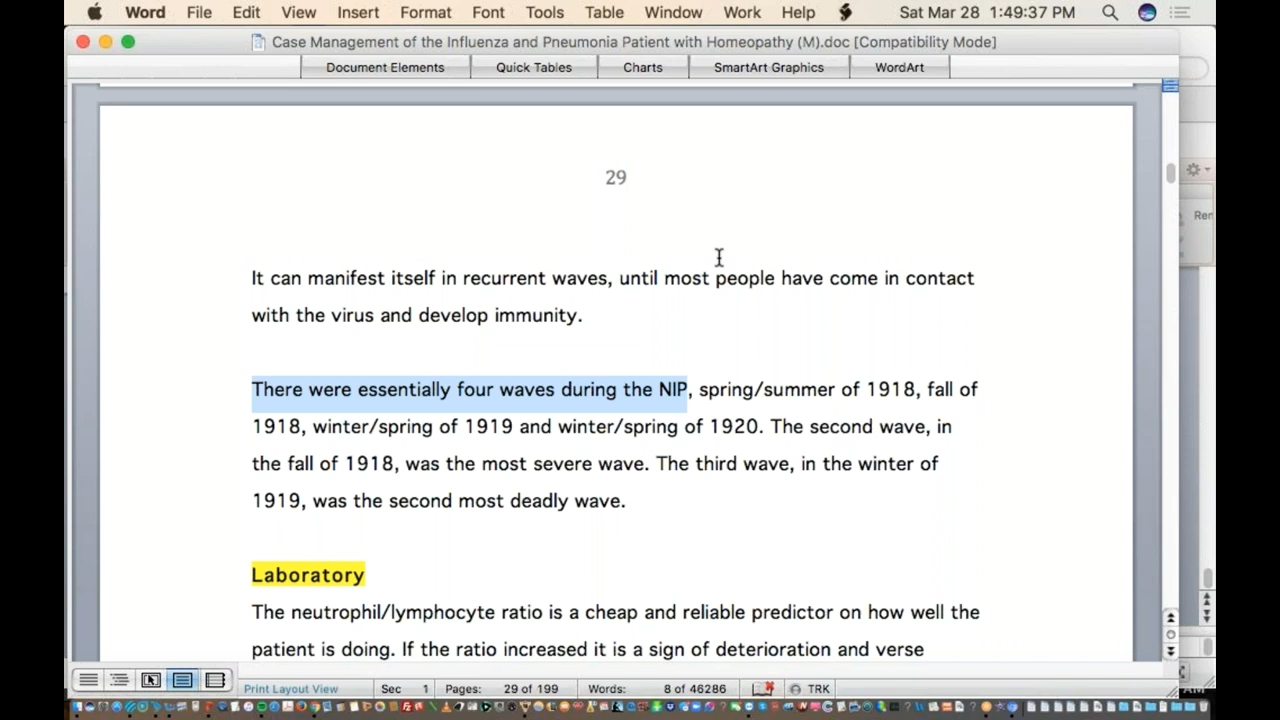 Word File Edit View Insert Format Font Tools Table Window Work Help Sat Mar 28 1:49:37 PM
Case Management of the Influenza and Pneumonia Patient with Homeopathy (M).doc [Compatibility Mode]
Document Elements Quick Tables Charts SmartArt Graphics WordArt
29
It can manifest itself in recurrent waves, until most people have come in contact
with the virus and develop immunity.
There were essentially four waves during the NIP, spring/summer of 1918, fall of
1918, winter/spring of 1919 and winter/spring of 1920. The second wave, in
the fall of 1918, was the most severe wave. The third wave, in the winter of
1919, was the second most deadly wave.
Laboratory
The neutrophil/lymphocyte ratio is a cheap and reliable predictor on how well the
patient is doing. If the ratio increased it is a sign of deterioration and verse
Print Layout View Sec 1 Pages: 29 of 199 Words: 8 of 46286 TRK